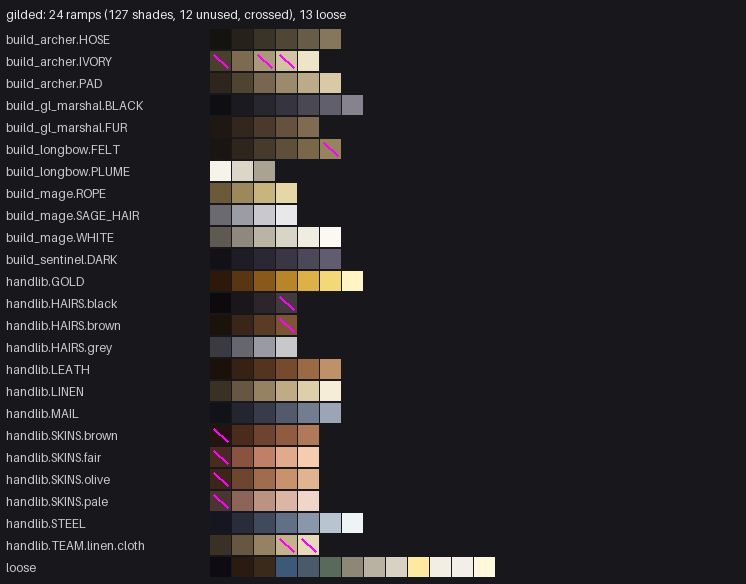 gilded: 24 ramps (127 shades, 12 unused, crossed), 13 loose
build_archer.HOSE
build_archer.IVORY
build_archer.PAD
build_gl_marshal.BLACK
build_gl_marshal.FUR
build_longbow.FELT
build_longbow.PLUME
build_mage.ROPE
build_mage.SAGE_HAIR
build_mage.WHITE
build_sentinel.DARK
handlib.GOLD
handlib.HAIRS.black
handlib.HAIRS.brown
handlib.HAIRS.grey
handlib.LEATH
handlib.LINEN
handlib.MAIL
handlib.SKINS.brown
handlib.SKINS.fair
handlib.SKINS.olive
handlib.SKINS.pale
handlib.STEEL
handlib.TEAM.linen.cloth
loose